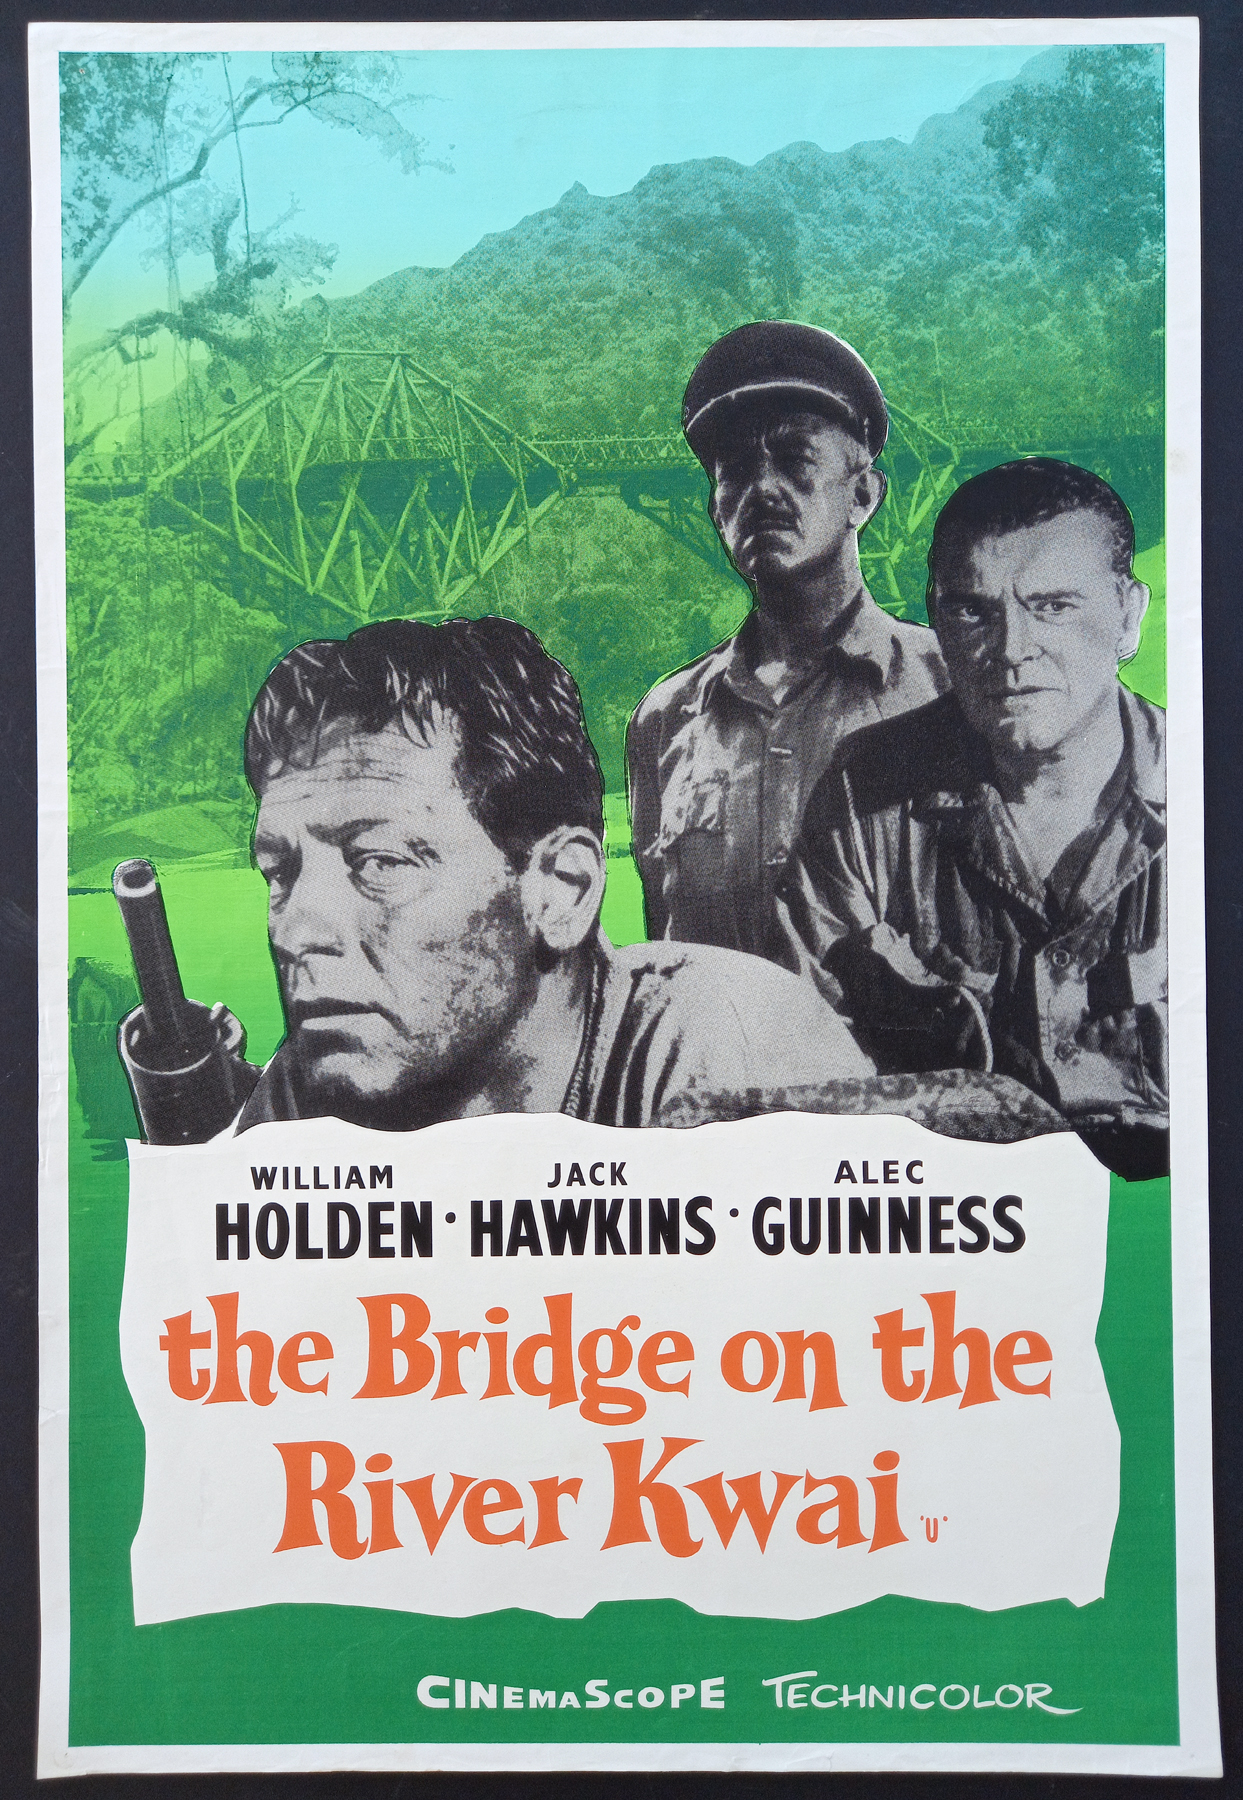 WILLIAM JACK ALEC
HOLDEN · HAWKINS · GUINNESS
the Bridge on the
River Kwai 'U'
CINEMASCOPE TECHNICOLOR